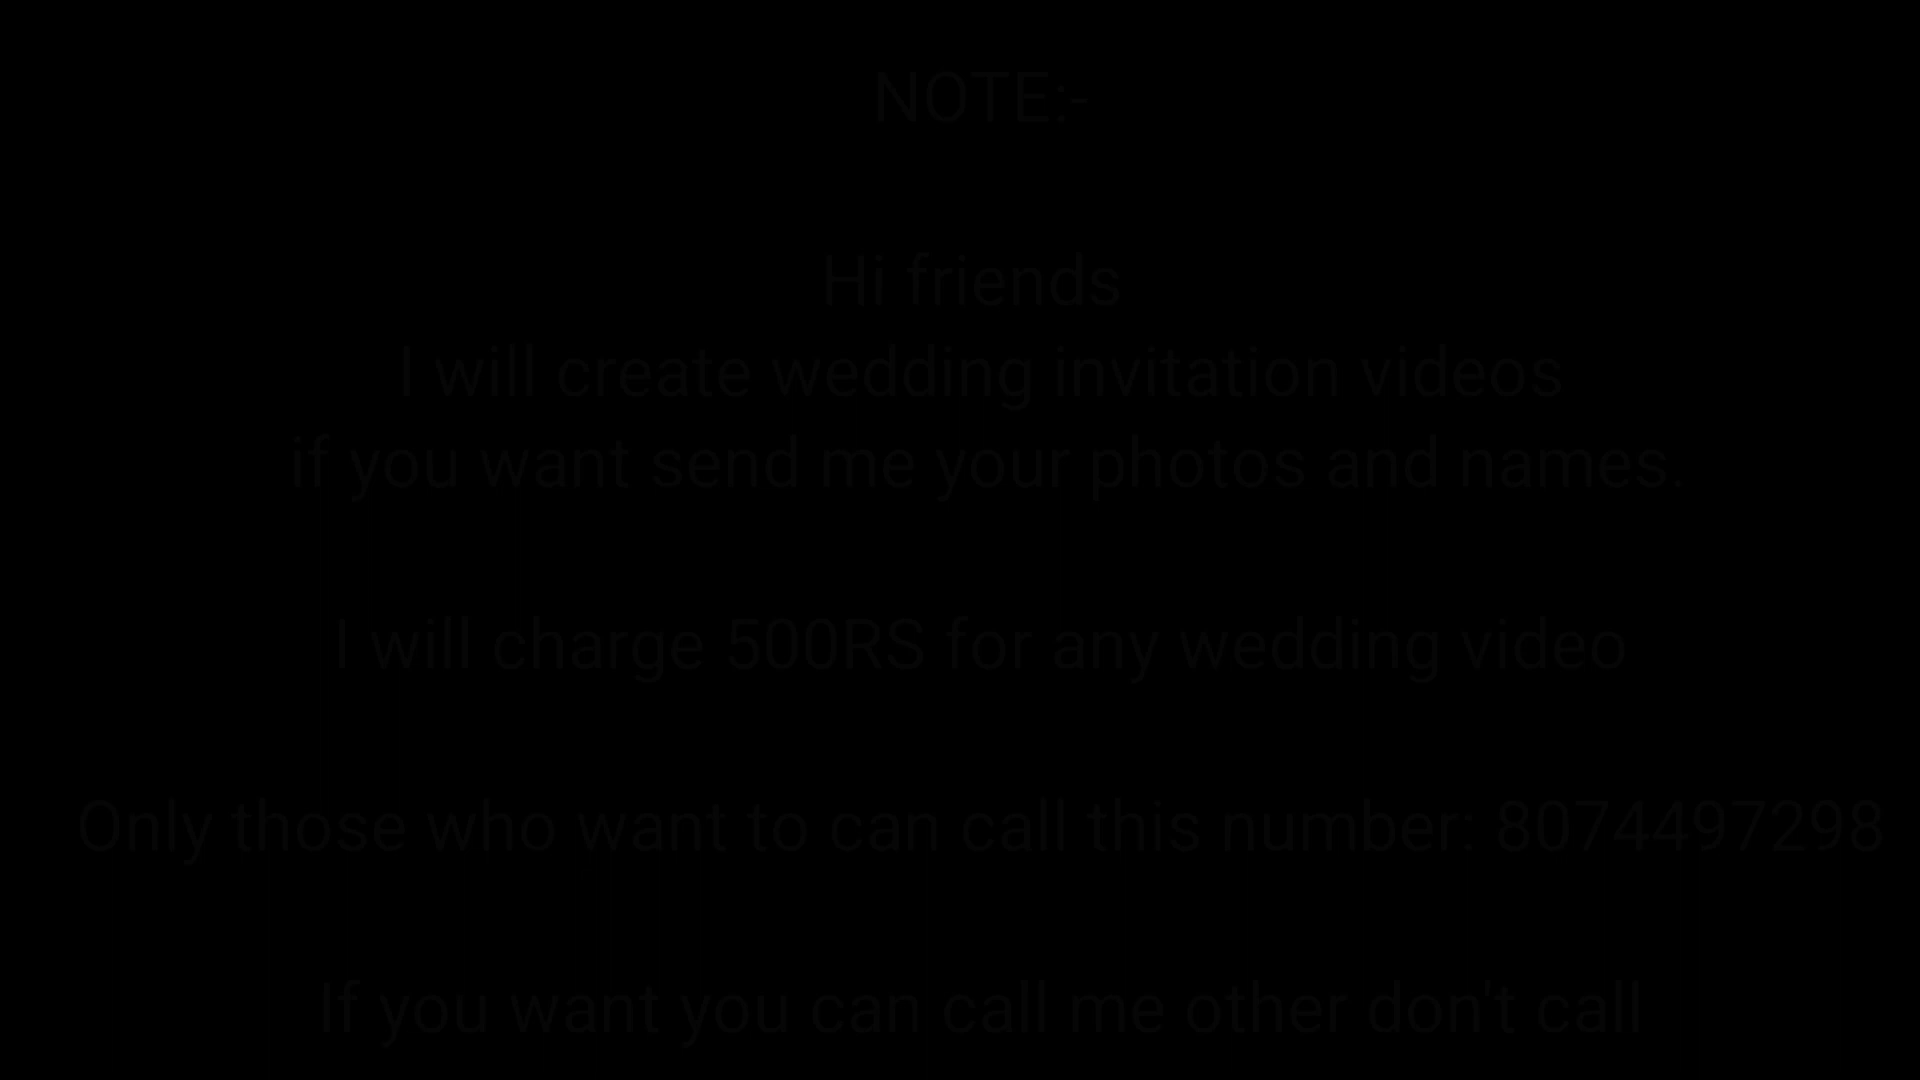 NOTE:-
Hi friends
I will create wedding invitation videos
if you want send me your photos and names.
I will charge 500RS for any wedding video
Only those who want to can call this number: 8074497298
If you want you can call me other don't call